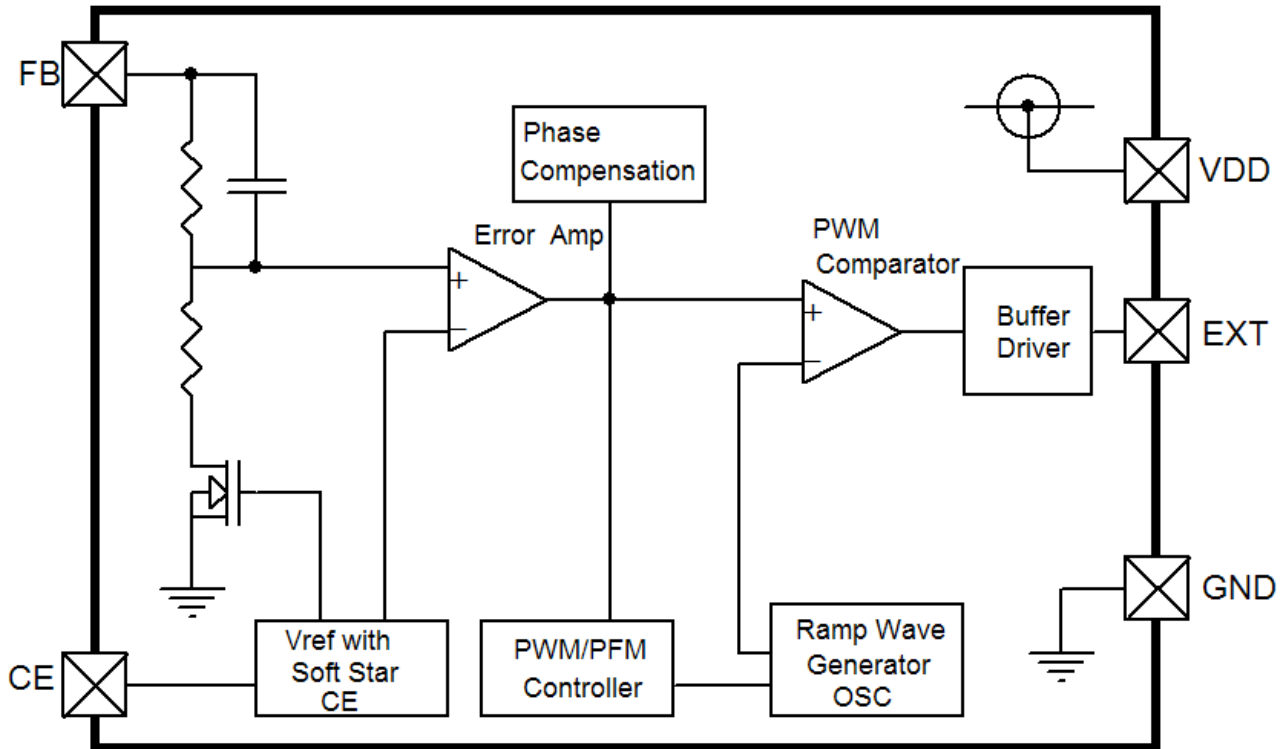 FB
Phase
Compensation
VDD
Error Amp
PWM
Comparator
+
−
+
−
Buffer
Driver
EXT
GND
CE
Vref with
Soft Star
CE
PWM/PFM
Controller
Ramp Wave
Generator
OSC